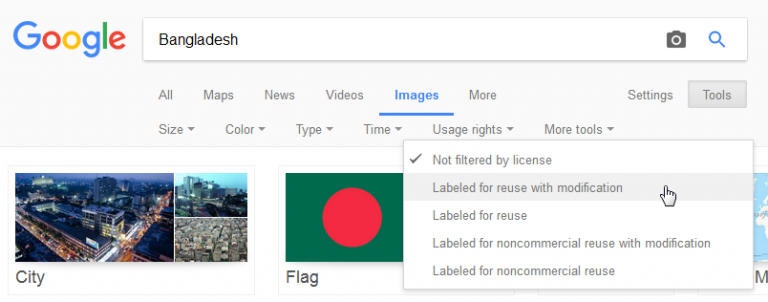 Google
Bangladesh
All Maps News Videos Images More Settings Tools
Size Color Type Time Usage rights More tools
Not filtered by license
Labeled for reuse with modification
Labeled for reuse
Labeled for noncommercial reuse with modification
Labeled for noncommercial reuse
City
Flag
M